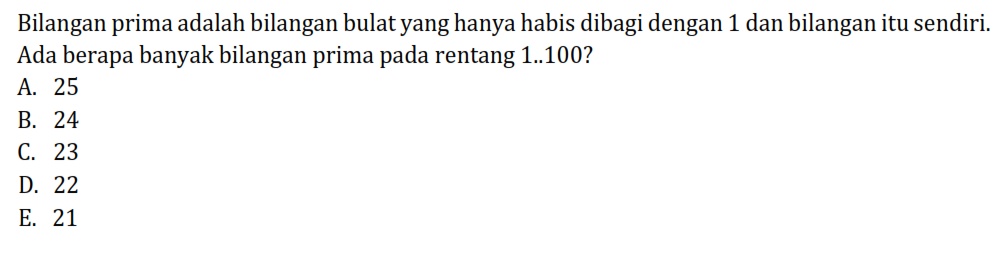 Bilangan prima adalah bilangan bulat yang hanya habis dibagi dengan 1 dan bilangan itu sendiri.
Ada berapa banyak bilangan prima pada rentang 1..100?
A. 25
B. 24
C. 23
D. 22
E. 21